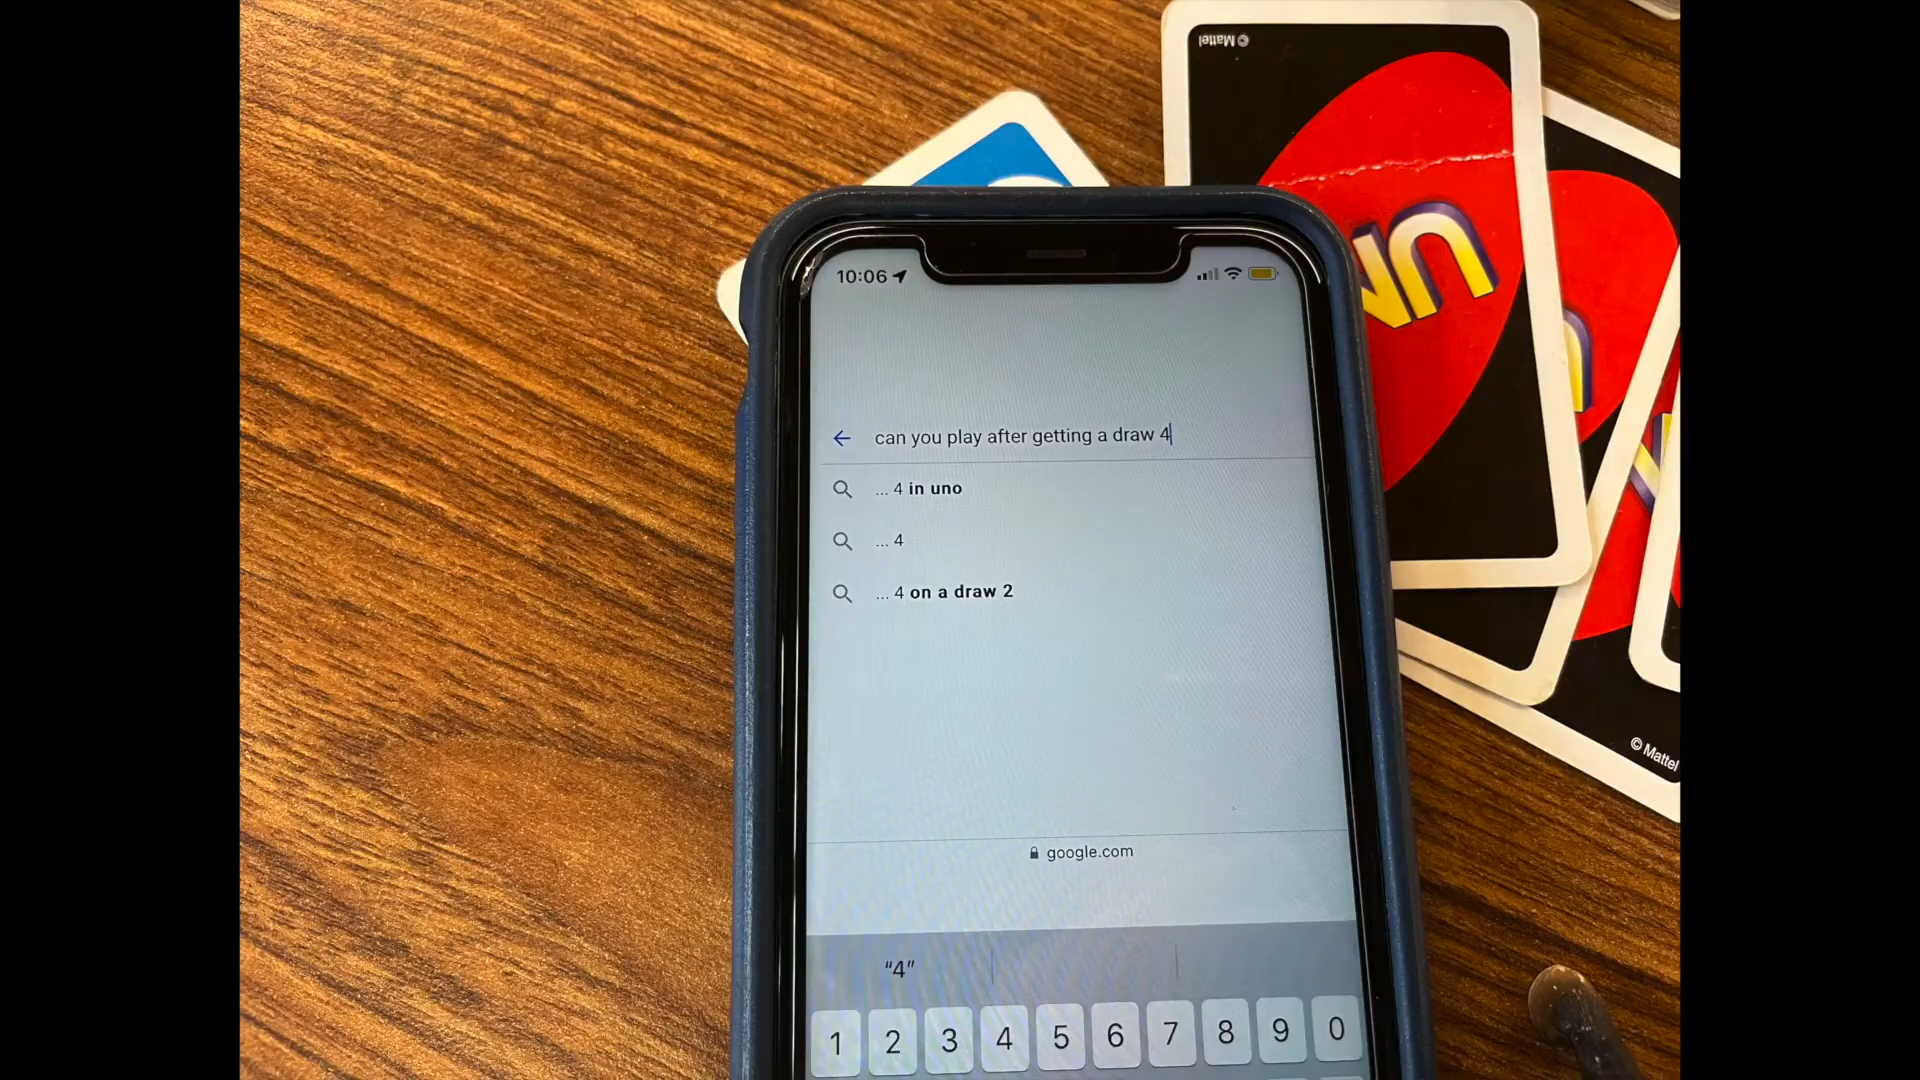 © Mattel
UN
10:06
can you play after getting a draw 4
... 4 in uno
... 4
... 4 on a draw 2
© Mattel
google.com
"4"
1 2 3 4 5 6 7 8 9 0